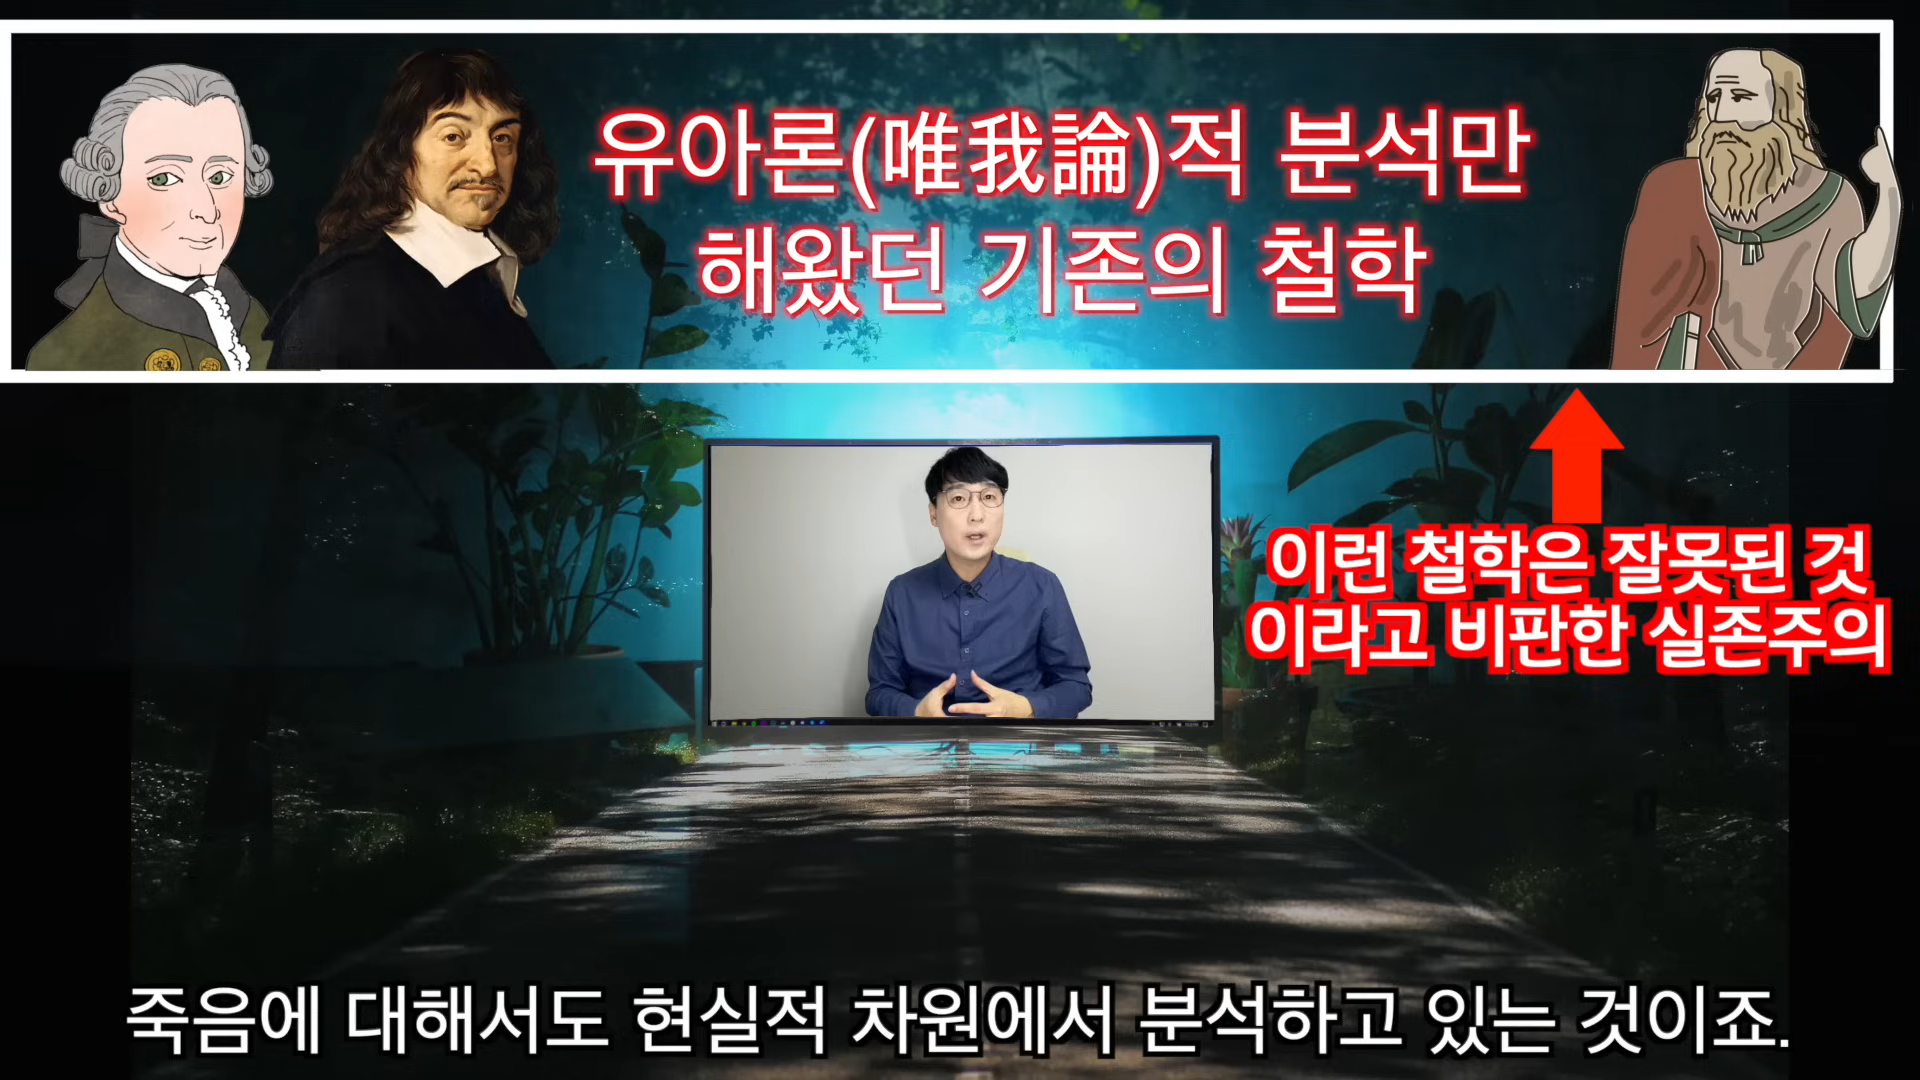 유아론(唯我論)적 분석만
해왔던 기존의 철학
이런 철학은 잘못된 것
이라고 비판한 실존주의
죽음에 대해서도 현실적 차원에서 분석하고 있는 것이죠.